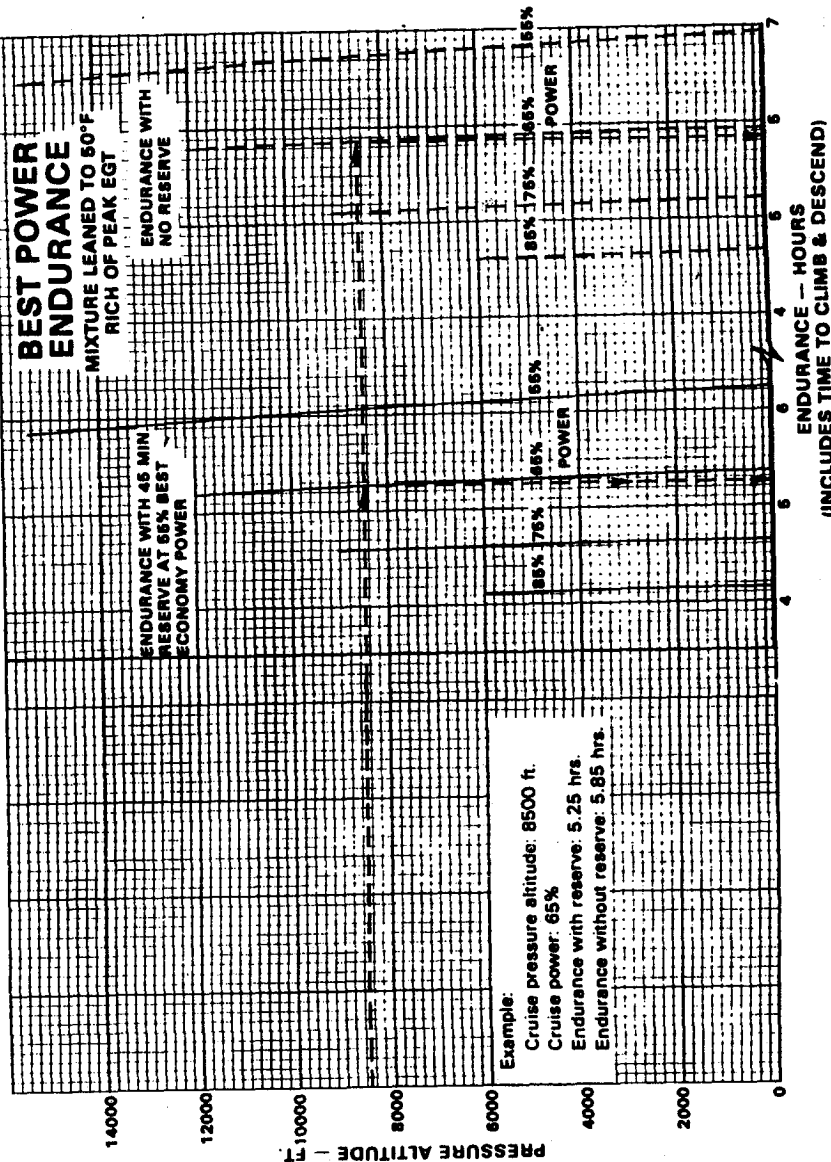 BEST POWER
ENDURANCE
MIXTURE LEANED TO 50°F
RICH OF PEAK EGT
ENDURANCE WITH
NO RESERVE
ENDURANCE WITH 45 MIN
RESERVE AT 55% BEST
ECONOMY POWER
85% 75% 65% 55%
POWER
85% 75% 65% 55%
POWER
Example:
Cruise pressure altitude: 8500 ft.
Cruise power: 65%
Endurance with reserve: 5.25 hrs.
Endurance without reserve: 5.85 hrs.
PRESSURE ALTITUDE — FT.
14000
12000
10000
8000
6000
4000
2000
0
4 5 6 4 5 6 7
ENDURANCE — HOURS
(INCLUDES TIME TO CLIMB & DESCEND)